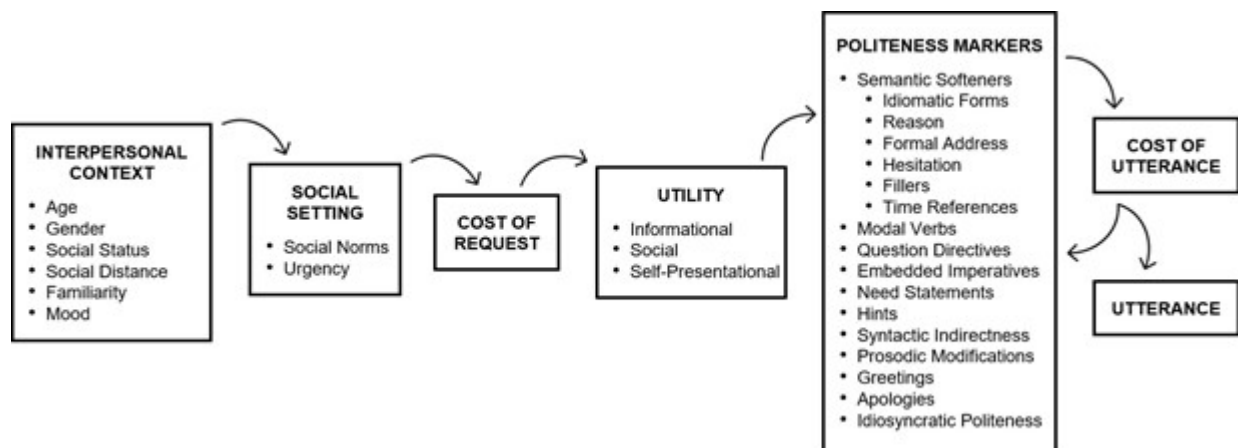 INTERPERSONAL
CONTEXT
• Age
• Gender
• Social Status
• Social Distance
• Familiarity
• Mood
SOCIAL
SETTING
• Social Norms
• Urgency
COST OF
REQUEST
UTILITY
• Informational
• Social
• Self-Presentational
POLITENESS MARKERS
• Semantic Softeners
• Idiomatic Forms
• Reason
• Formal Address
• Hesitation
• Fillers
• Time References
• Modal Verbs
• Question Directives
• Embedded Imperatives
• Need Statements
• Hints
• Syntactic Indirectness
• Prosodic Modifications
• Greetings
• Apologies
• Idiosyncratic Politeness
COST OF
UTTERANCE
UTTERANCE